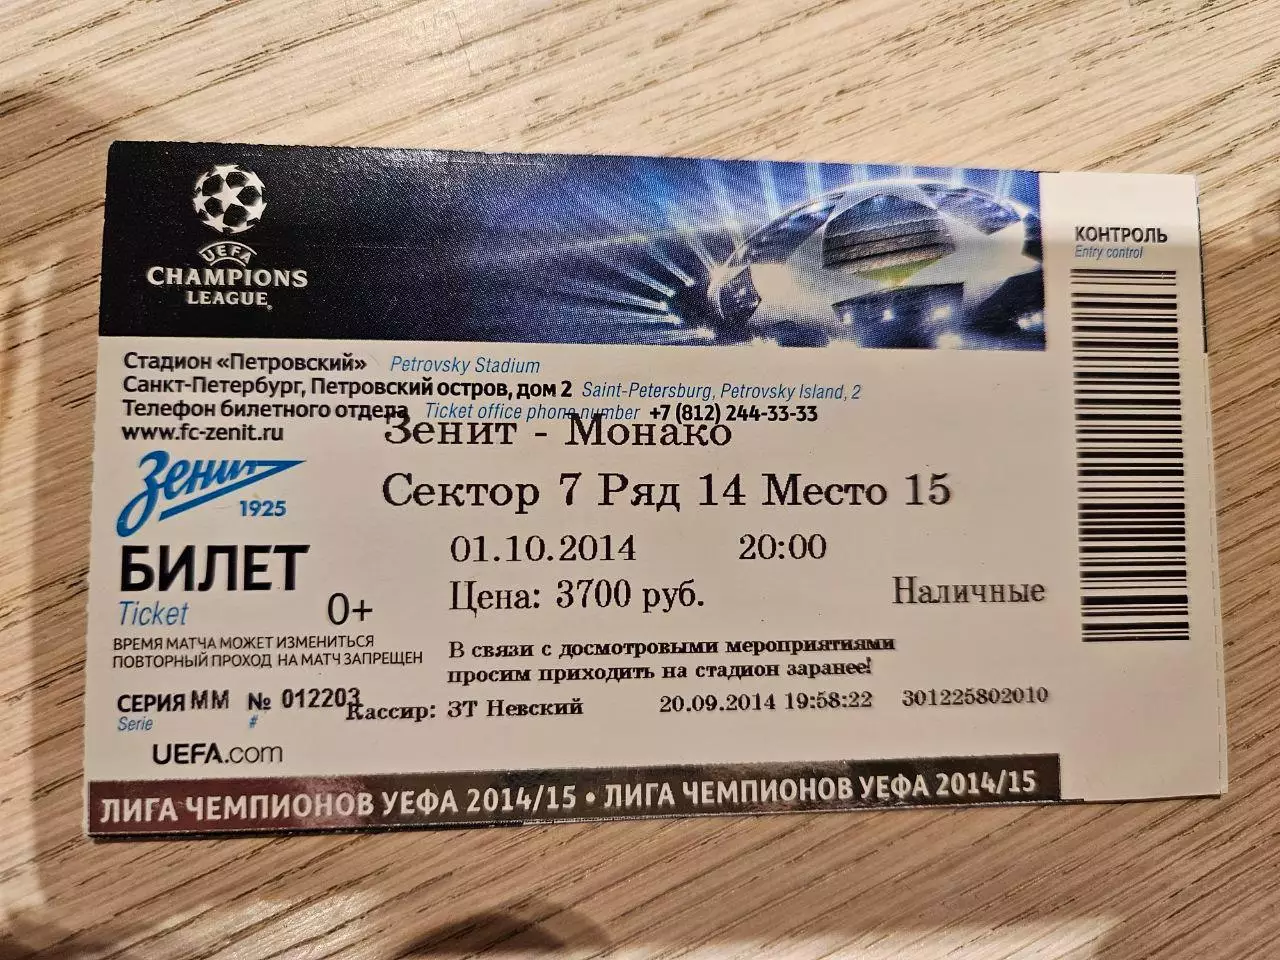 UEFA
CHAMPIONS
LEAGUE
КОНТРОЛЬ
Entry control
Стадион «Петровский» Petrovsky Stadium
Санкт-Петербург, Петровский остров, дом 2 Saint-Petersburg, Petrovsky Island, 2
Телефон билетного отдела Ticket office phone number +7 (812) 244-33-33
www.fc-zenit.ru
Зенит - Монако
Зенит
1925
Сектор 7 Ряд 14 Место 15
БИЛЕТ
Ticket
0+
01.10.2014 20:00
Цена: 3700 руб. Наличные
ВРЕМЯ МАТЧА МОЖЕТ ИЗМЕНИТЬСЯ
ПОВТОРНЫЙ ПРОХОД НА МАТЧ ЗАПРЕЩЕН
В связи с досмотровыми мероприятиями
просим приходить на стадион заранее!
СЕРИЯ ММ № 012203
Serie #
Кассир: ЗТ Невский 20.09.2014 19:58:22 301225802010
UEFA.com
ЛИГА ЧЕМПИОНОВ УЕФА 2014/15 • ЛИГА ЧЕМПИОНОВ УЕФА 2014/15